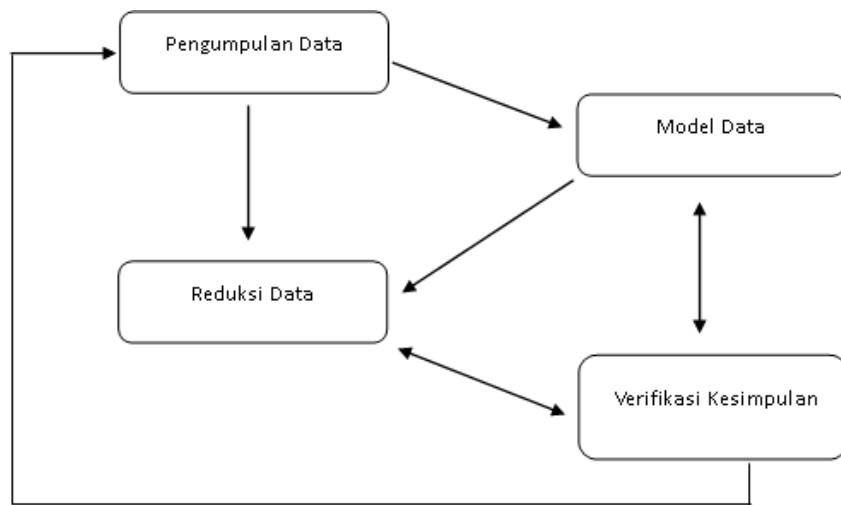 Pengumpulan Data
Model Data
Reduksi Data
Verifikasi Kesimpulan